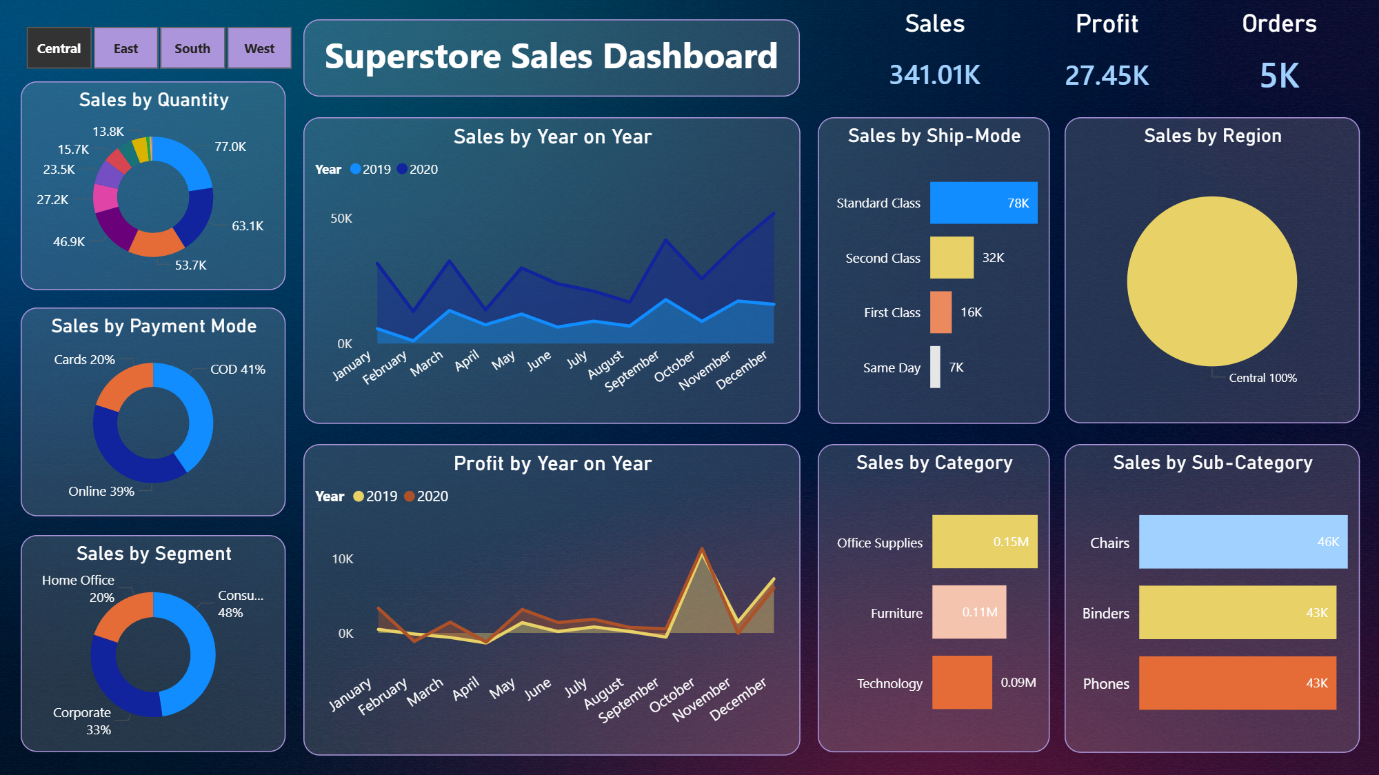 Central
East
South
West
Superstore Sales Dashboard
Sales
341.01K
Profit
27.45K
Orders
5K
Sales by Quantity
13.8K
15.7K
23.5K
27.2K
46.9K
77.0K
63.1K
53.7K
Sales by Payment Mode
Cards 20%
COD 41%
Online 39%
Sales by Segment
Home Office
20%
Consu...
48%
Corporate
33%
Sales by Year on Year
Year 2019 2020
50K
0K
January
February
March
April
May
June
July
August
September
October
November
December
Profit by Year on Year
Year 2019 2020
10K
0K
January
February
March
April
May
June
July
August
September
October
November
December
Sales by Ship-Mode
Standard Class 78K
Second Class 32K
First Class 16K
Same Day 7K
Sales by Region
Central 100%
Sales by Category
Office Supplies 0.15M
Furniture 0.11M
Technology 0.09M
Sales by Sub-Category
Chairs 46K
Binders 43K
Phones 43K